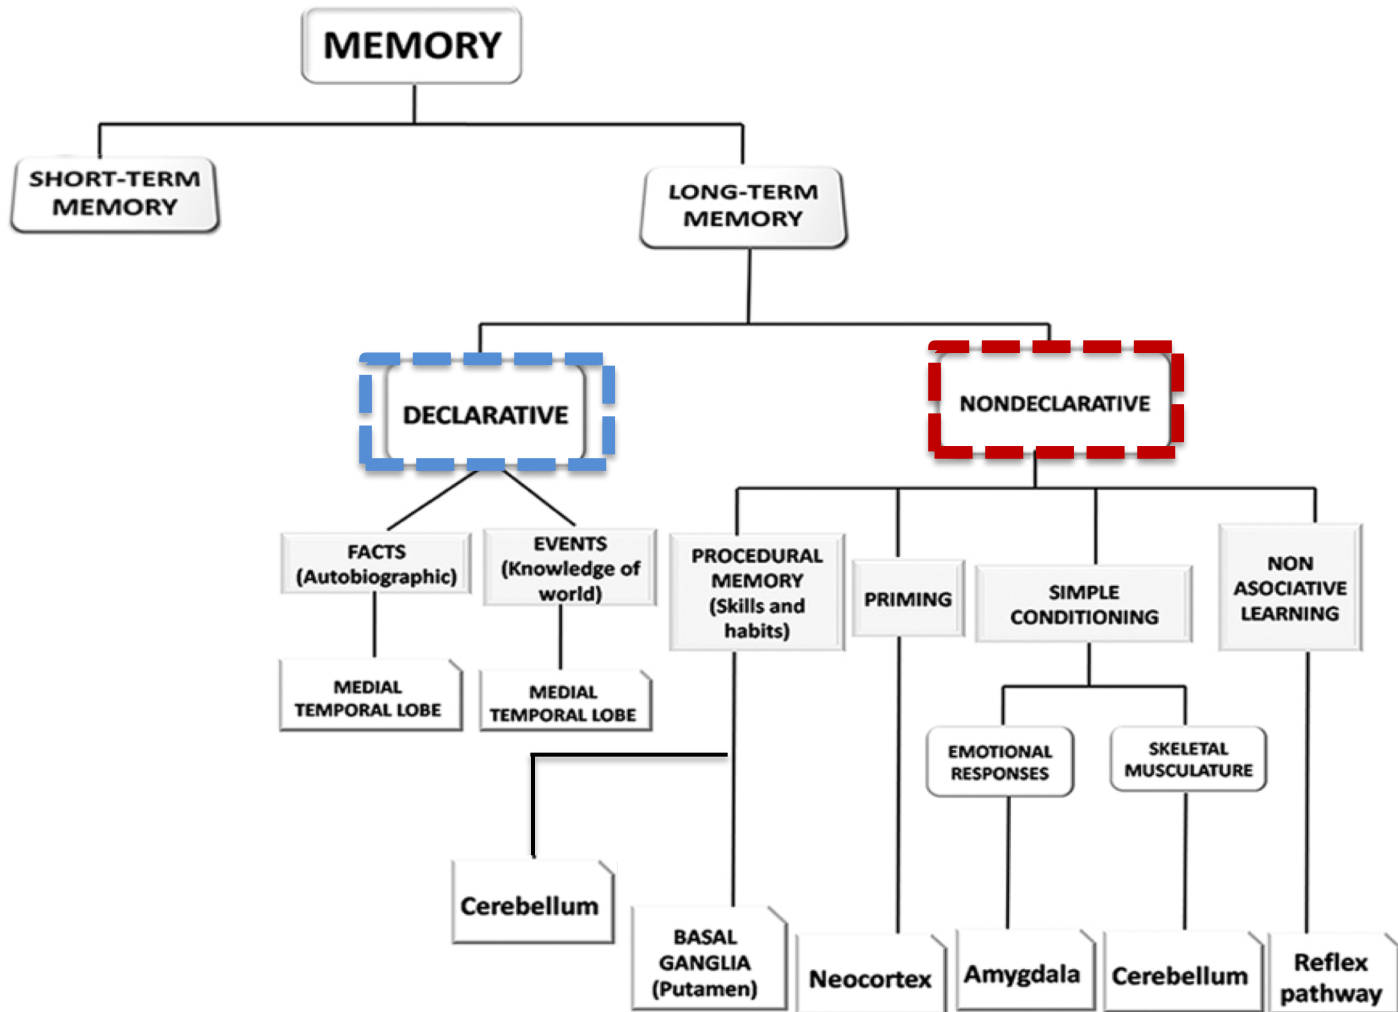 MEMORY
SHORT-TERM
MEMORY
LONG-TERM
MEMORY
DECLARATIVE
NONDECLARATIVE
FACTS
(Autobiographic)
EVENTS
(Knowledge of
world)
PROCEDURAL
MEMORY
(Skills and
habits)
PRIMING
SIMPLE
CONDITIONING
NON
ASOCIATIVE
LEARNING
MEDIAL
TEMPORAL LOBE
MEDIAL
TEMPORAL LOBE
EMOTIONAL
RESPONSES
SKELETAL
MUSCULATURE
Cerebellum
BASAL
GANGLIA
(Putamen)
Neocortex
Amygdala
Cerebellum
Reflex
pathway